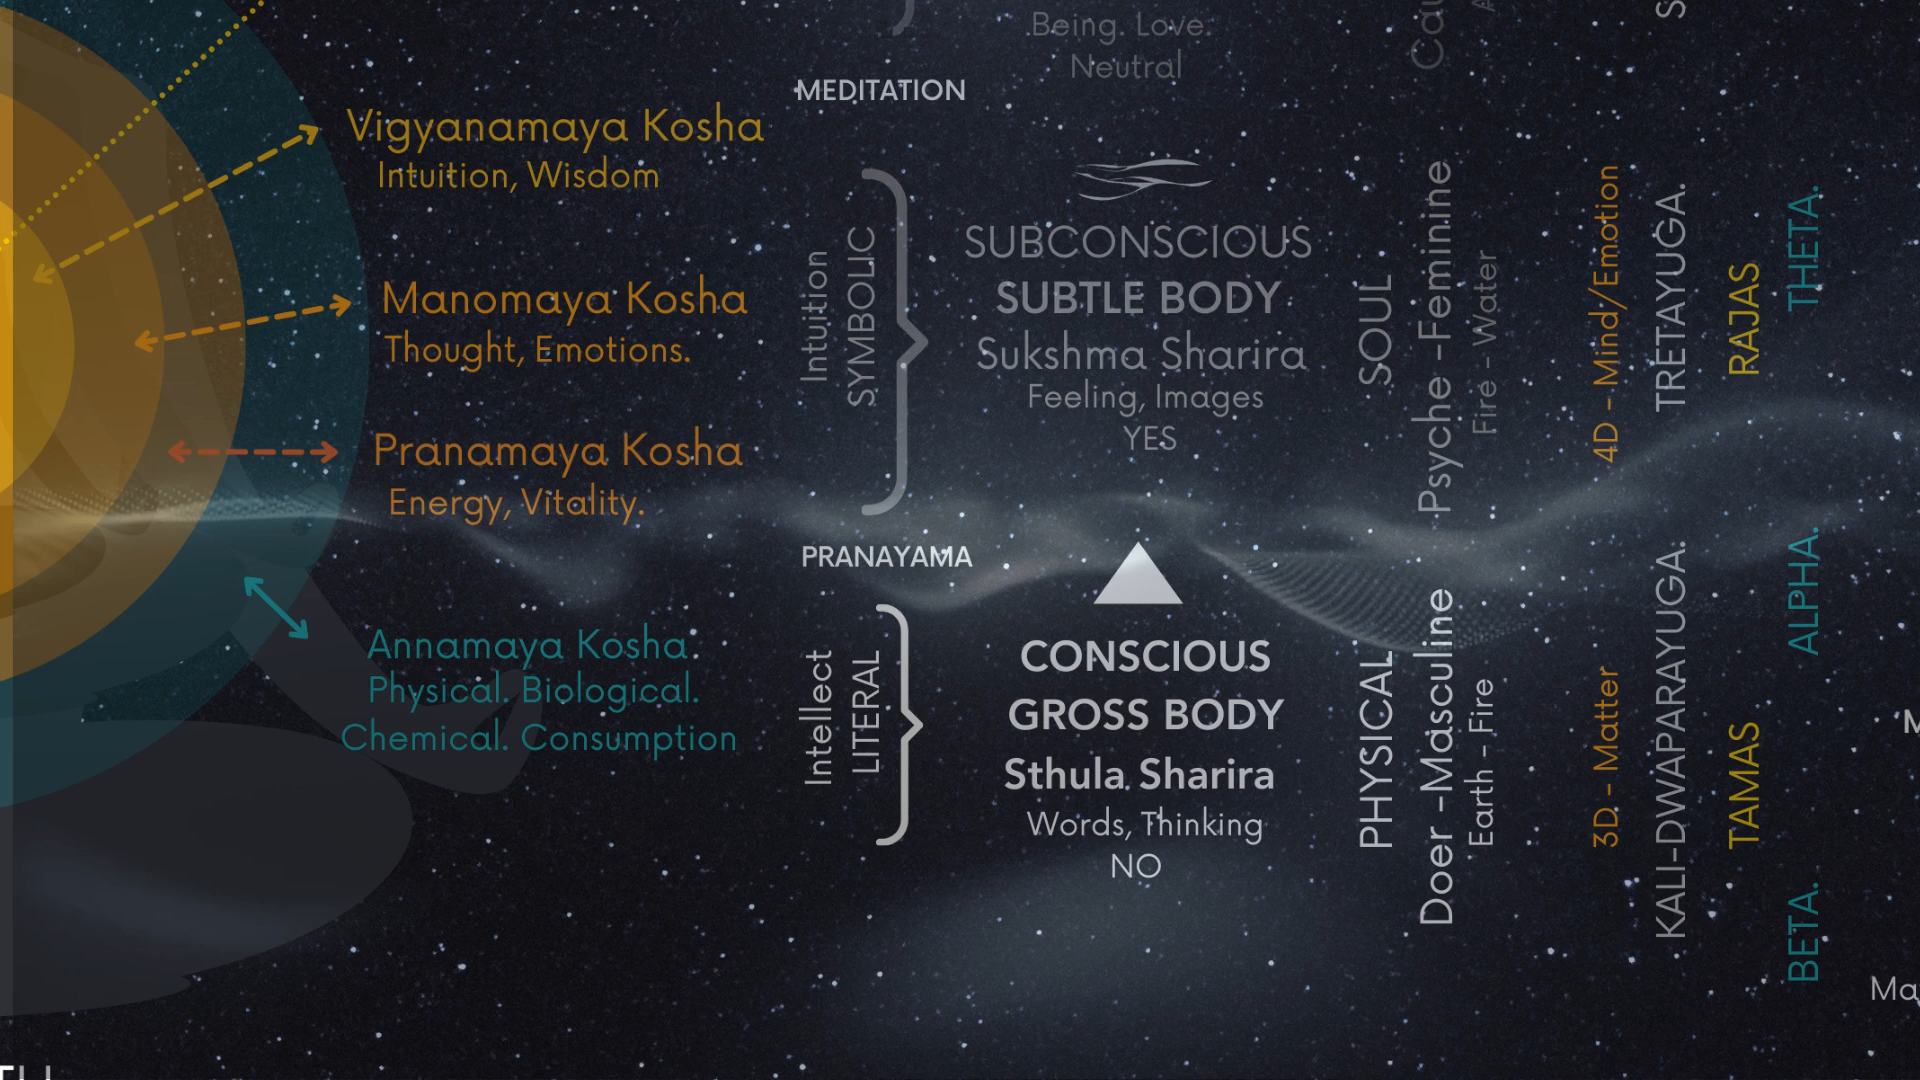 Being. Love.
Neutral
MEDITATION
Vigyanamaya Kosha
Intuition, Wisdom
Manomaya Kosha
Thought, Emotions.
Pranamaya Kosha
Energy, Vitality.
Annamaya Kosha
Physical. Biological.
Chemical. Consumption
Intuition
SYMBOLIC
SUBCONSCIOUS
SUBTLE BODY
Sukshma Sharira
Feeling, Images
YES
SOUL
Psyche -Feminine
Fire - Water
4D - Mind/Emotion
TRETAYUGA.
RAJAS
THETA.
PRANAYAMA
Intellect
LITERAL
CONSCIOUS
GROSS BODY
Sthula Sharira
Words, Thinking
NO
PHYSICAL
Doer -Masculine
Earth - Fire
3D - Matter
KALI-DWAPARAYUGA.
TAMAS
ALPHA.
BETA.